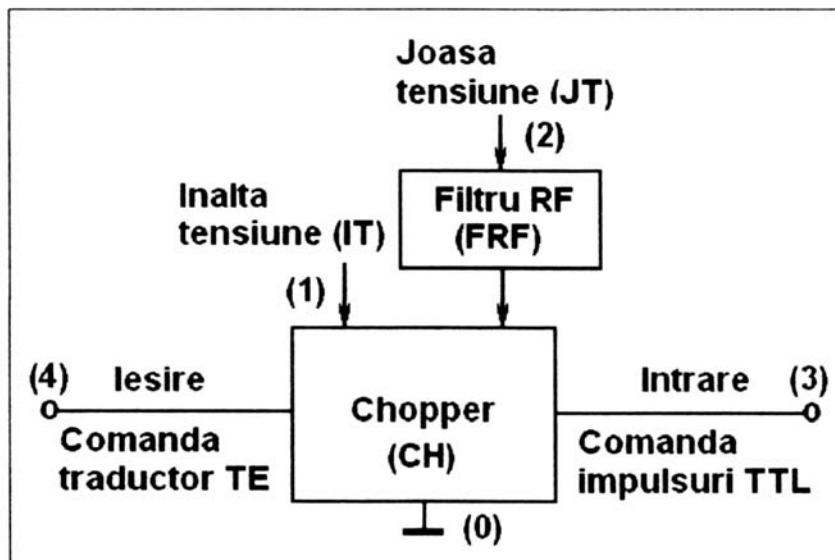 Joasa
tensiune (JT)
(2)
Filtru RF
(FRF)
Inalta
tensiune (IT)
(1)
(4) Iesire
Comanda
traductor TE
Chopper
(CH)
Intrare (3)
Comanda
impulsuri TTL
(0)